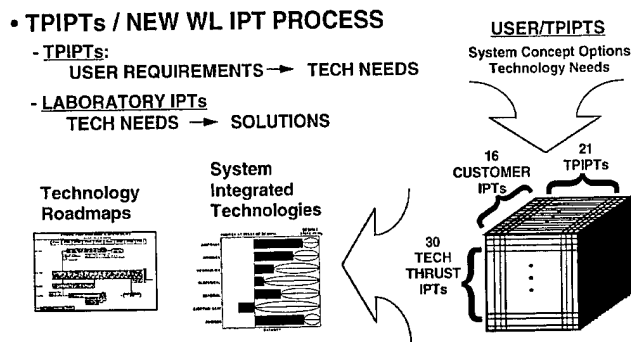 • TPIPTs / NEW WL IPT PROCESS
- TPIPTs:
USER REQUIREMENTS → TECH NEEDS
- LABORATORY IPTs
TECH NEEDS → SOLUTIONS
USER/TPIPTS
System Concept Options
Technology Needs
16
CUSTOMER
IPTs
21
TPIPTs
30
TECH
THRUST
IPTs
System
Integrated
Technologies
Technology
Roadmaps